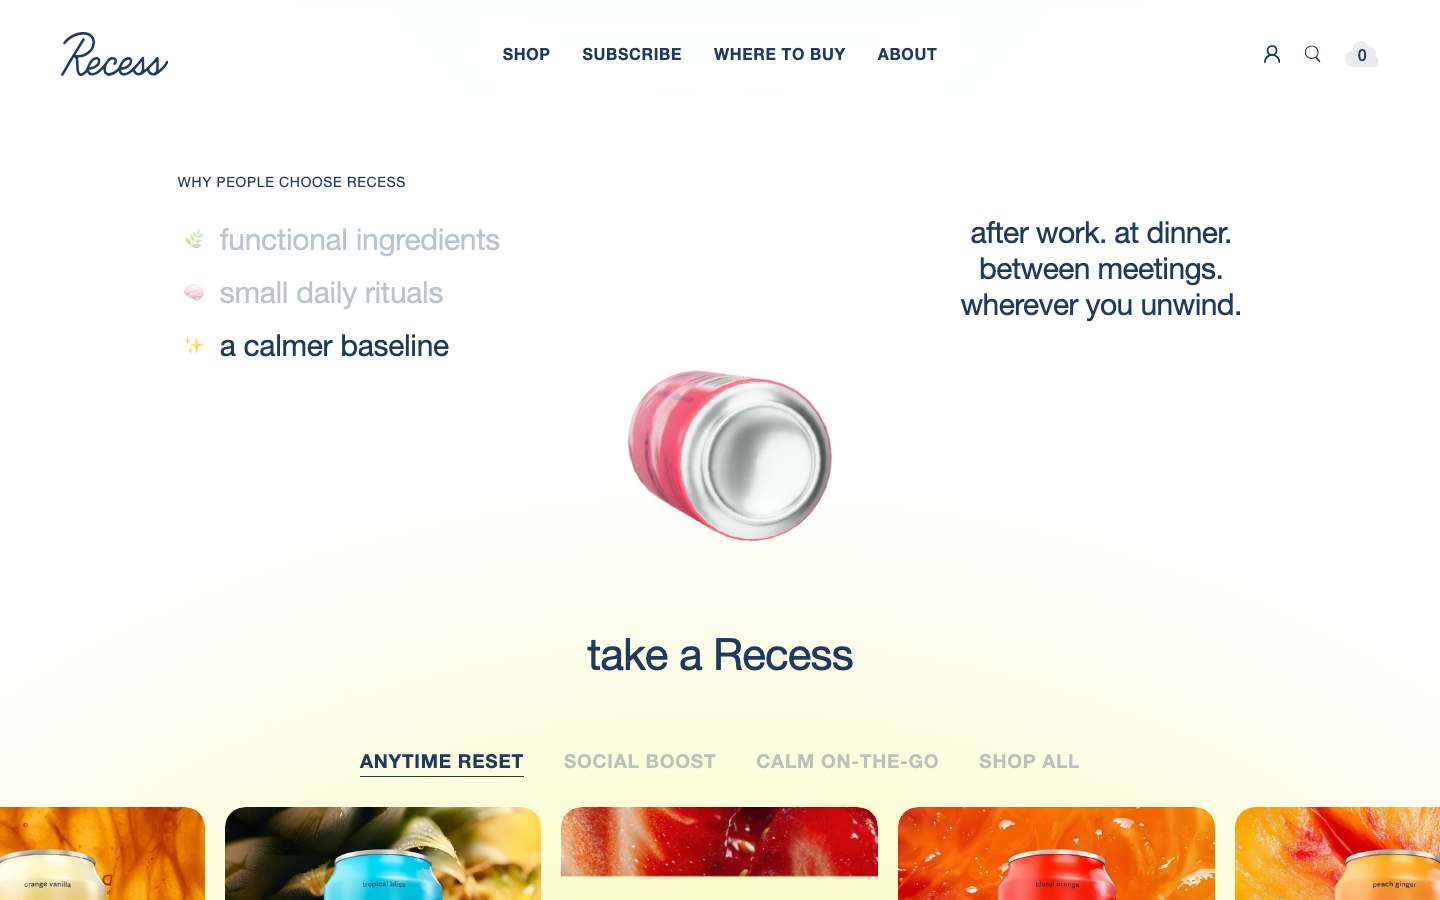 Recess
SHOP
SUBSCRIBE
WHERE TO BUY
ABOUT
0
WHY PEOPLE CHOOSE RECESS
functional ingredients
small daily rituals
a calmer baseline
after work. at dinner.
between meetings.
wherever you unwind.
take a Recess
ANYTIME RESET
SOCIAL BOOST
CALM ON-THE-GO
SHOP ALL
orange vanilla
tropical bliss
blood orange
peach ginger